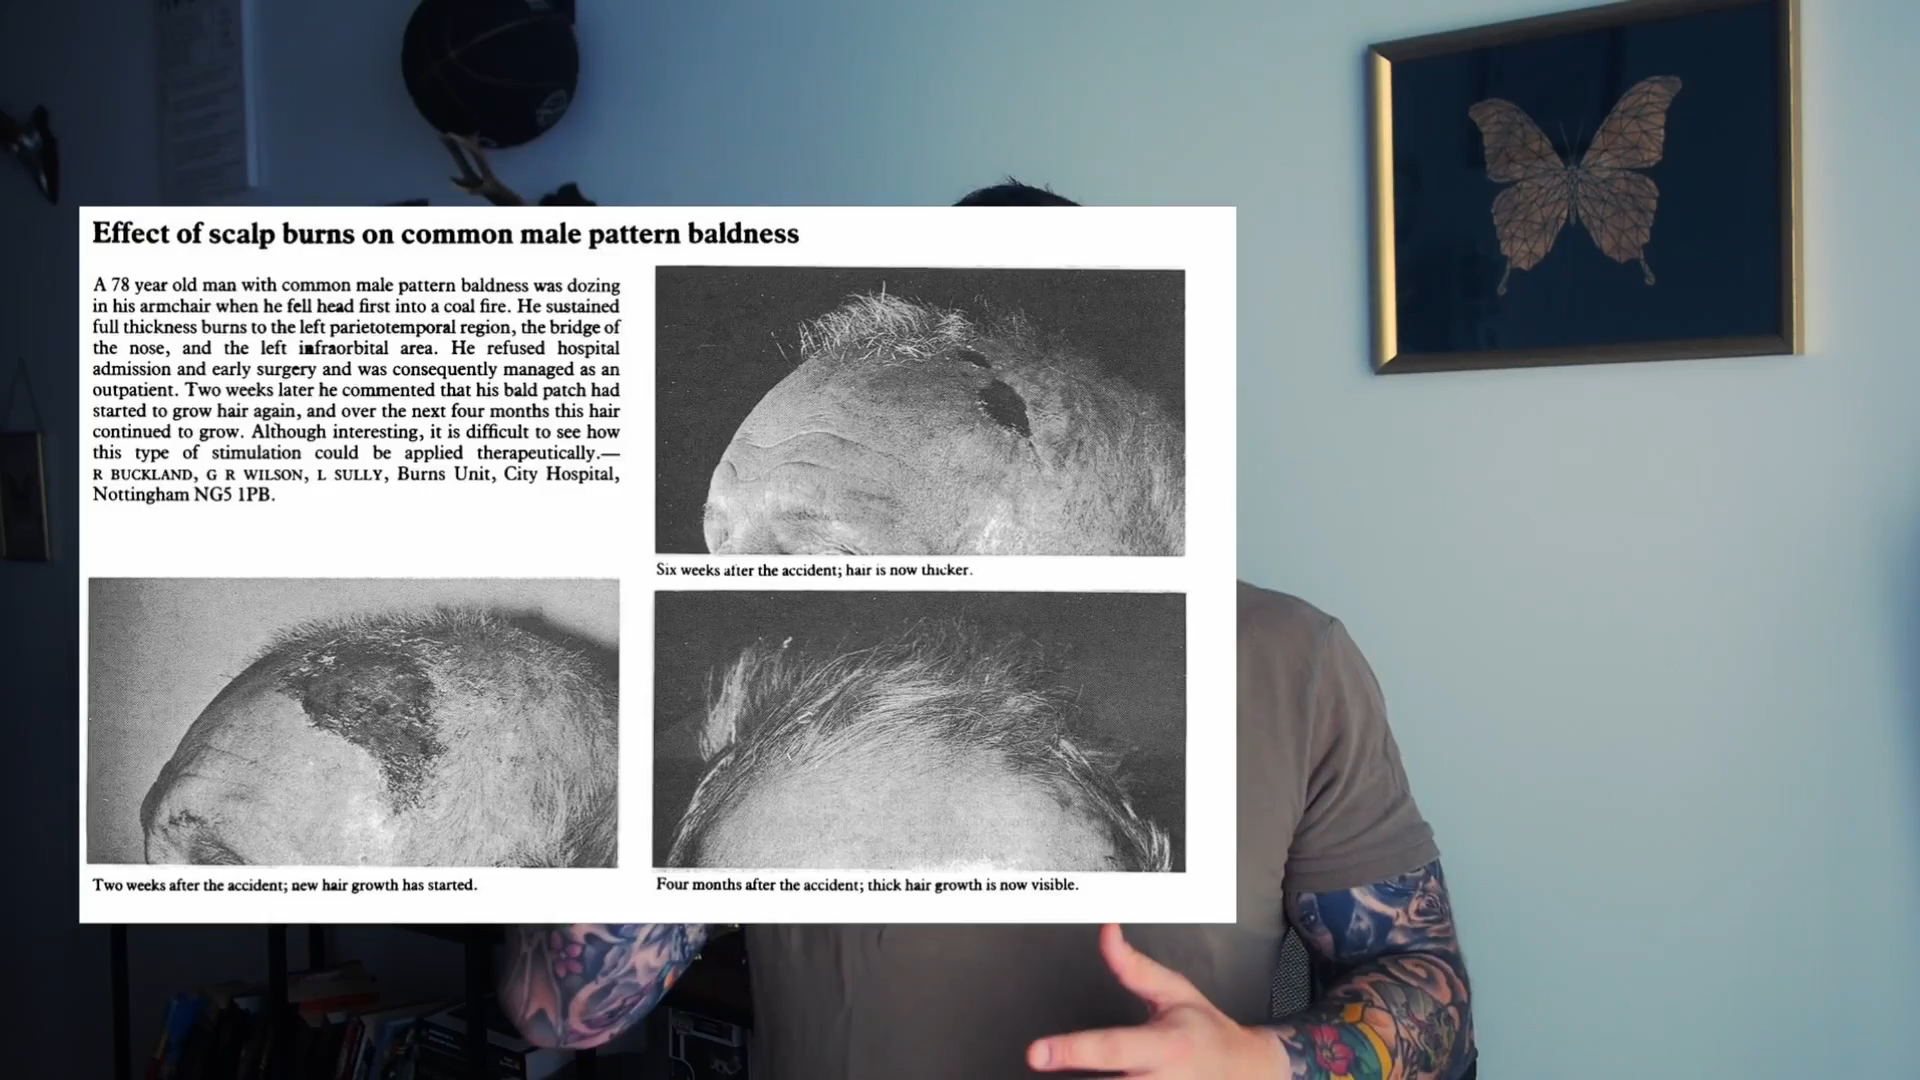 Effect of scalp burns on common male pattern baldness
A 78 year old man with common male pattern baldness was dozing
in his armchair when he fell head first into a coal fire. He sustained
full thickness burns to the left parietotemporal region, the bridge of
the nose, and the left infraorbital area. He refused hospital
admission and early surgery and was consequently managed as an
outpatient. Two weeks later he commented that his bald patch had
started to grow hair again, and over the next four months this hair
continued to grow. Although interesting, it is difficult to see how
this type of stimulation could be applied therapeutically.—
R BUCKLAND, G R WILSON, L SULLY, Burns Unit, City Hospital,
Nottingham NG5 1PB.
Two weeks after the accident; new hair growth has started.
Six weeks after the accident; hair is now thicker.
Four months after the accident; thick hair growth is now visible.